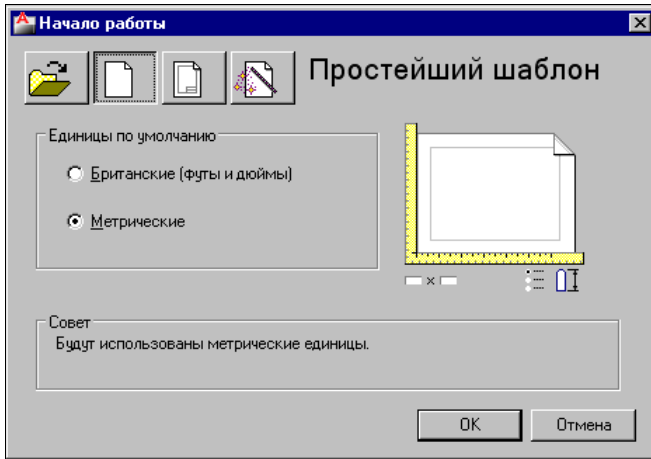 Начало работы
Простейший шаблон
Единицы по умолчанию
Британские (футы и дюймы)
Метрические
Совет
Будут использованы метрические единицы.
OK
Отмена